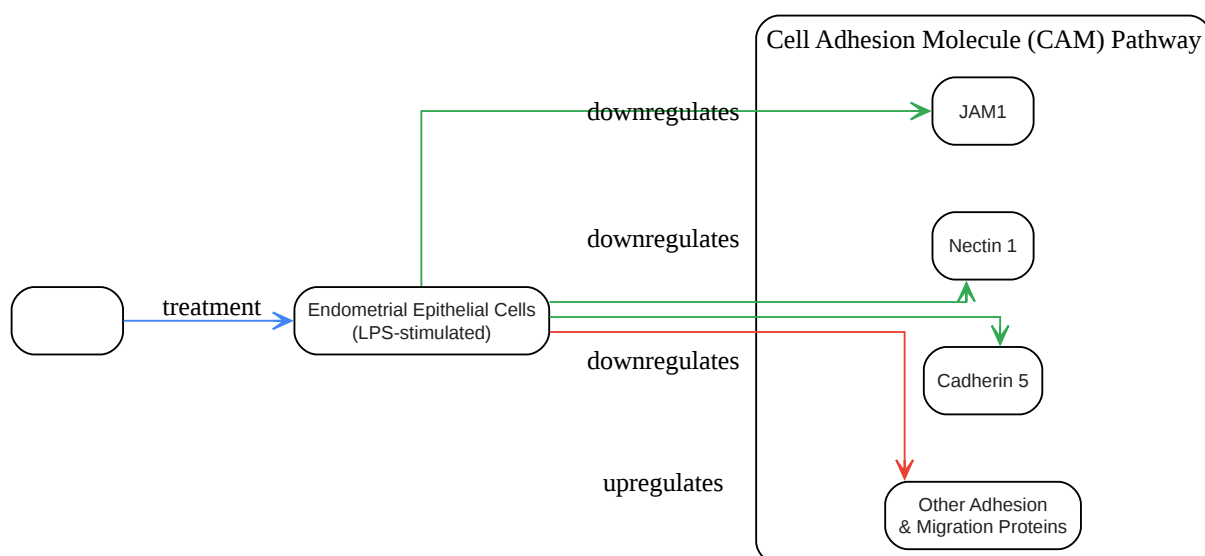 Cell Adhesion Molecule (CAM) Pathway
downregulates
JAM1
downregulates
Nectin 1
treatment
Endometrial Epithelial Cells
(LPS-stimulated)
downregulates
Cadherin 5
upregulates
Other Adhesion
& Migration Proteins